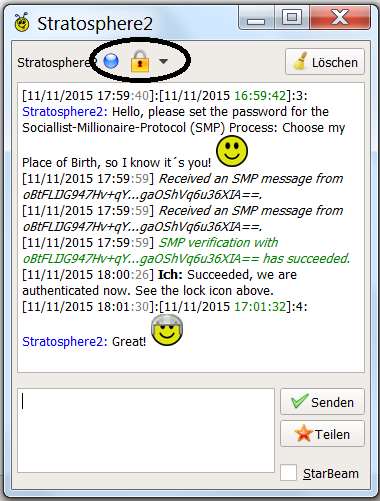 Stratosphere2
Stratosphere2
Löschen
[11/11/2015 17:59:40]:[11/11/2015 16:59:42]:3:
Stratosphere2: Hello, please set the password for the
Sociallist-Millionaire-Protocol (SMP) Process: Choose my
Place of Birth, so I know it´s you!
[11/11/2015 17:59:59] Received an SMP message from
oBtFLIJG947Hv+qY...gaOShVq6u36XIA==.
[11/11/2015 17:59:59] Received an SMP message from
oBtFLIJG947Hv+qY...gaOShVq6u36XIA==.
[11/11/2015 17:59:59] SMP verification with
oBtFLIJG947Hv+qY...gaOShVq6u36XIA== has succeeded.
[11/11/2015 18:00:26] Ich: Succeeded, we are
authenticated now. See the lock icon above.
[11/11/2015 18:01:30]:[11/11/2015 17:01:32]:4:
Stratosphere2: Great!
Senden
Teilen
StarBeam